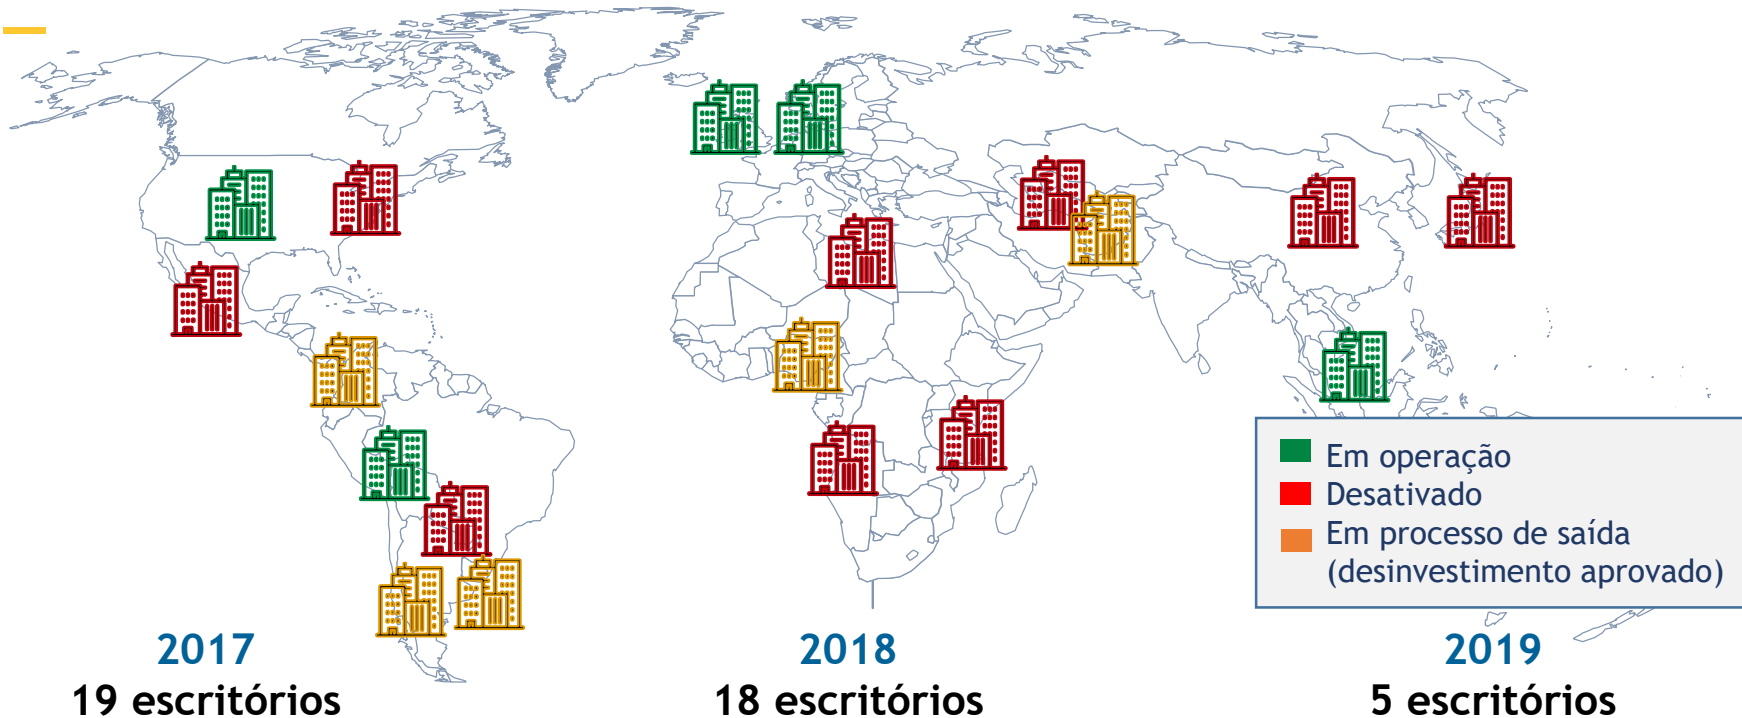 Em operação
Desativado
Em processo de saída
(desinvestimento aprovado)
2017
19 escritórios
2018
18 escritórios
2019
5 escritórios